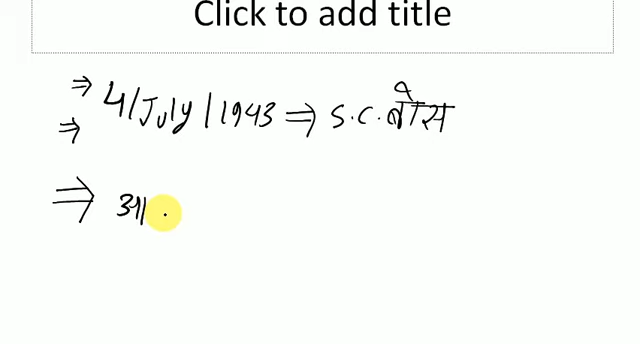 Click to add title
⇒ 4/July/1943 ⇒ S.C. बोस
⇒
⇒ आ